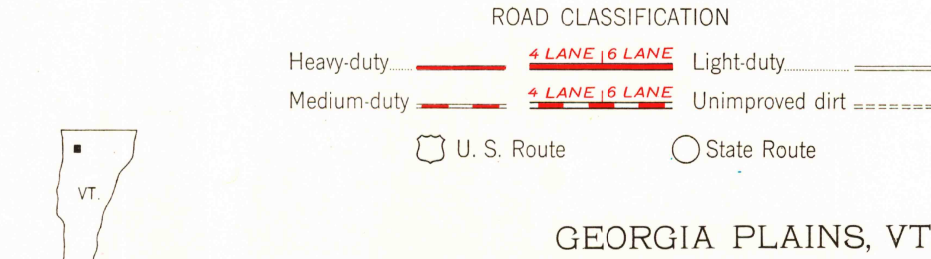 ROAD CLASSIFICATION
4 LANE | 6 LANE
Heavy-duty Light-duty
4 LANE | 6 LANE
Medium-duty Unimproved dirt
U. S. Route State Route
VT.
GEORGIA PLAINS, VT